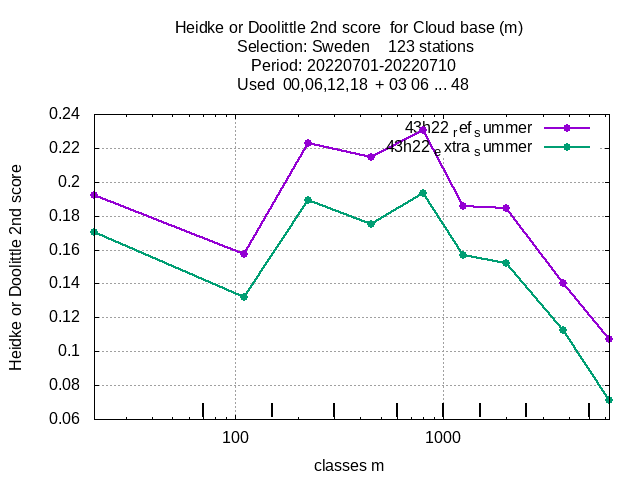 Heidke or Doolittle 2nd score  for Cloud base (m)
Selection: Sweden    123 stations
Period: 20220701-20220710
Used  00,06,12,18  + 03 06 ... 48
0.24
0.22
0.2
0.18
0.16
0.14
0.12
0.1
0.08
0.06
Heidke or Doolittle 2nd score
43h22 ref summer
43h22 extra summer
100
1000
classes m